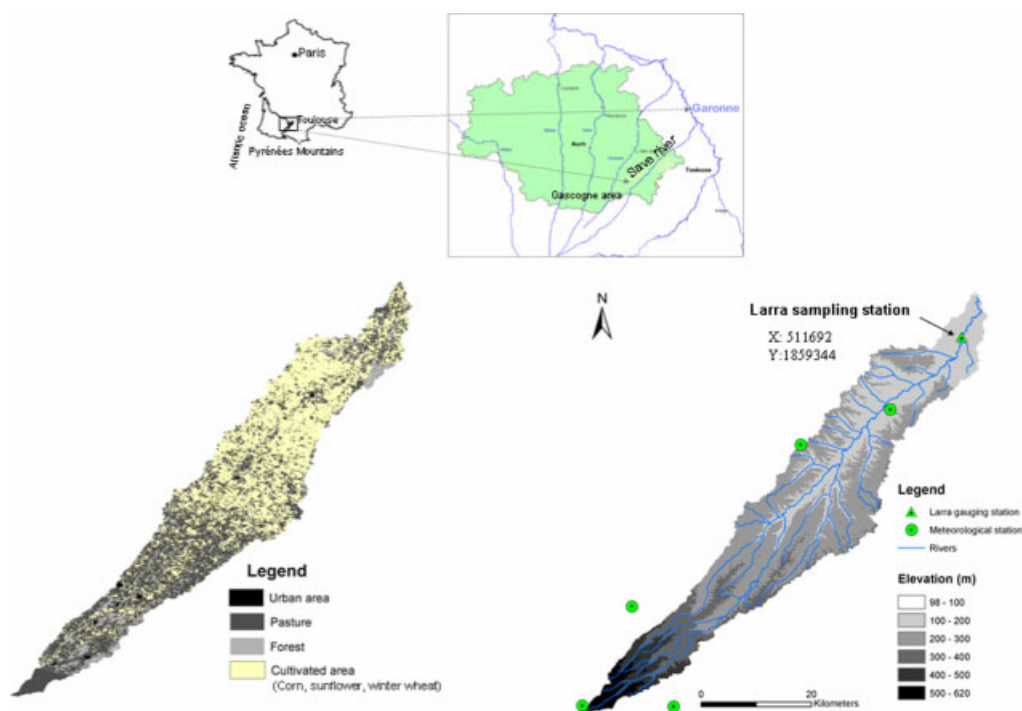 Paris
Toulouse
Atlantic ocean
Pyrénées Mountains
Garonne
Save river
Auch
Toulouse
Gascogne area
N
Larra sampling station
X: 511692
Y:1859344
Legend
Urban area
Pasture
Forest
Cultivated area
(Corn, sunflower, winter wheat)
Legend
Larra gauging station
Meteorological station
Rivers
Elevation (m)
98 - 100
100 - 200
200 - 300
300 - 400
400 - 500
500 - 620
0 20
Kilometers